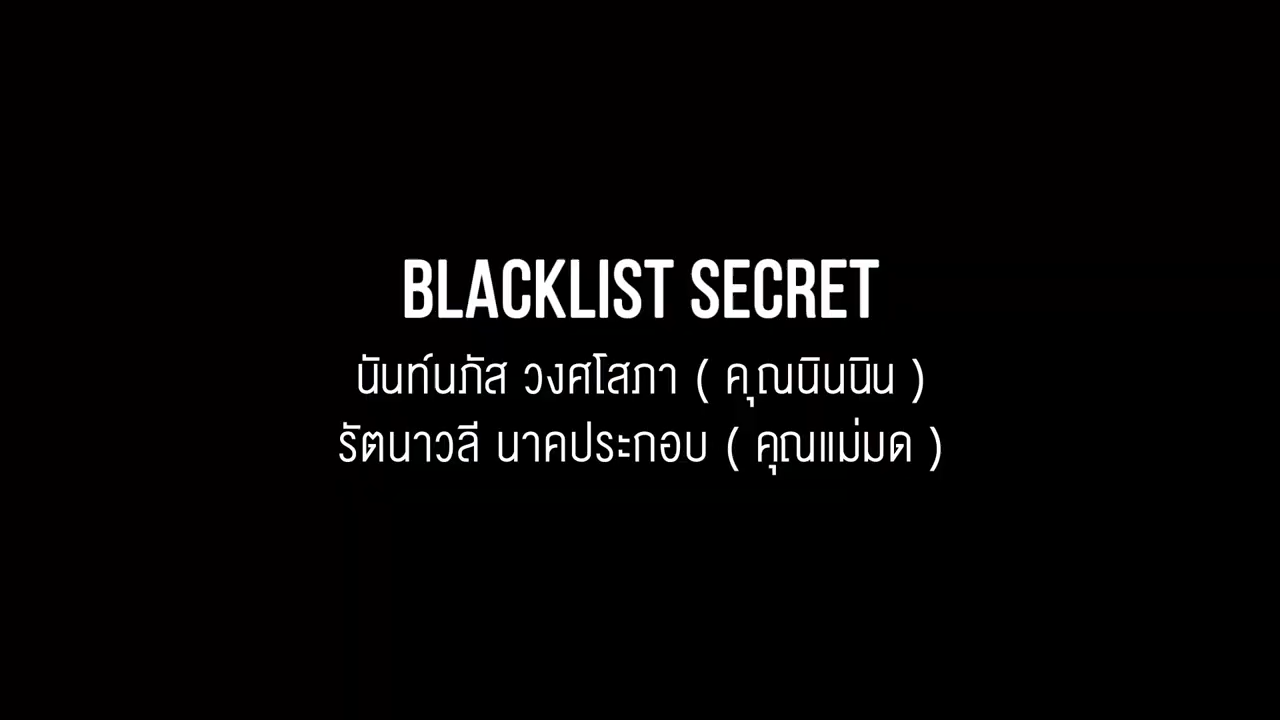 BLACKLIST SECRET
นันท์นภัส วงศโสภา ( คุณนินนิน )
รัตนาวลี นาคประกอบ ( คุณแม่มด )